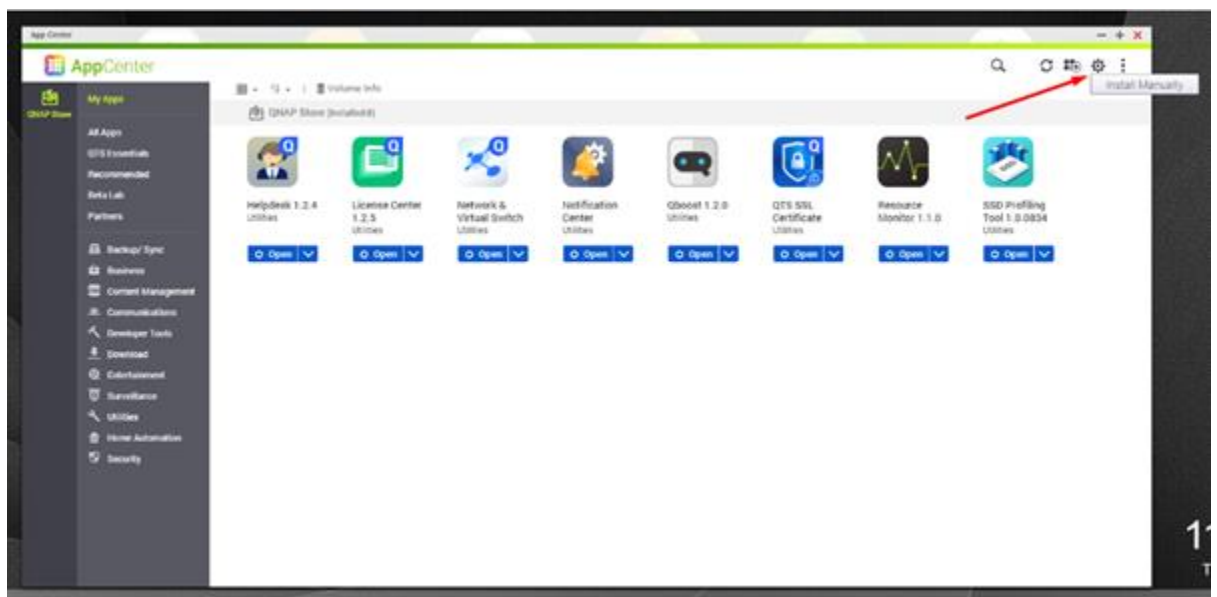 App Center
AppCenter
Install Manually
QNAP Store
My Apps
All Apps
QTS Essentials
Recommended
Beta Lab
Partners
Backup/ Sync
Business
Content Management
Communications
Developer Tools
Download
Entertainment
Surveillance
Utilities
Home Automation
Security
Volume Info
QNAP Store (Installed:8)
Helpdesk 1.2.4
Utilities
Open
License Center
1.2.5
Utilities
Open
Network &
Virtual Switch
Utilities
Open
Notification
Center
Utilities
Open
Qboost 1.2.0
Utilities
Open
QTS SSL
Certificate
Utilities
Open
Resource
Monitor 1.1.0
Utilities
Open
SSD Profiling
Tool 1.0.0834
Utilities
Open
11
T